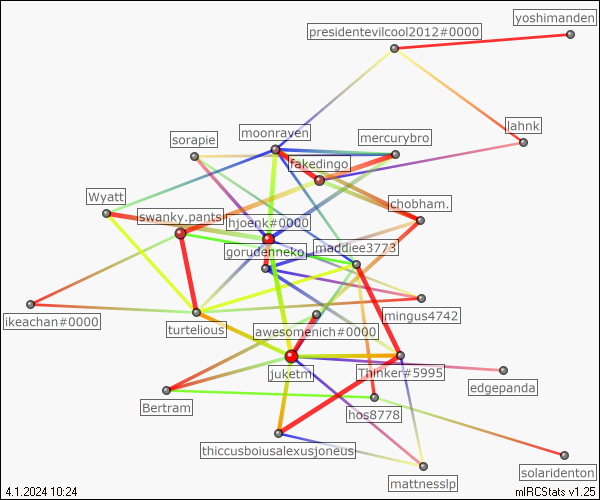 yoshimanden
presidentevilcool2012#0000
lahnk
moonraven
sorapie
mercurybro
fakedingo
Wyatt
chobham.
swanky.pants
hjoenk#0000
maddiee3773
gorudenneko
ikeachan#0000
mingus4742
turtelious
awesomenich#0000
juketm
Thinker#5995
edgepanda
Bertram
hos8778
thiccusboiusalexusjoneus
solaridenton
mattnesslp
4.1.2024 10:24
mIRCStats v1.25